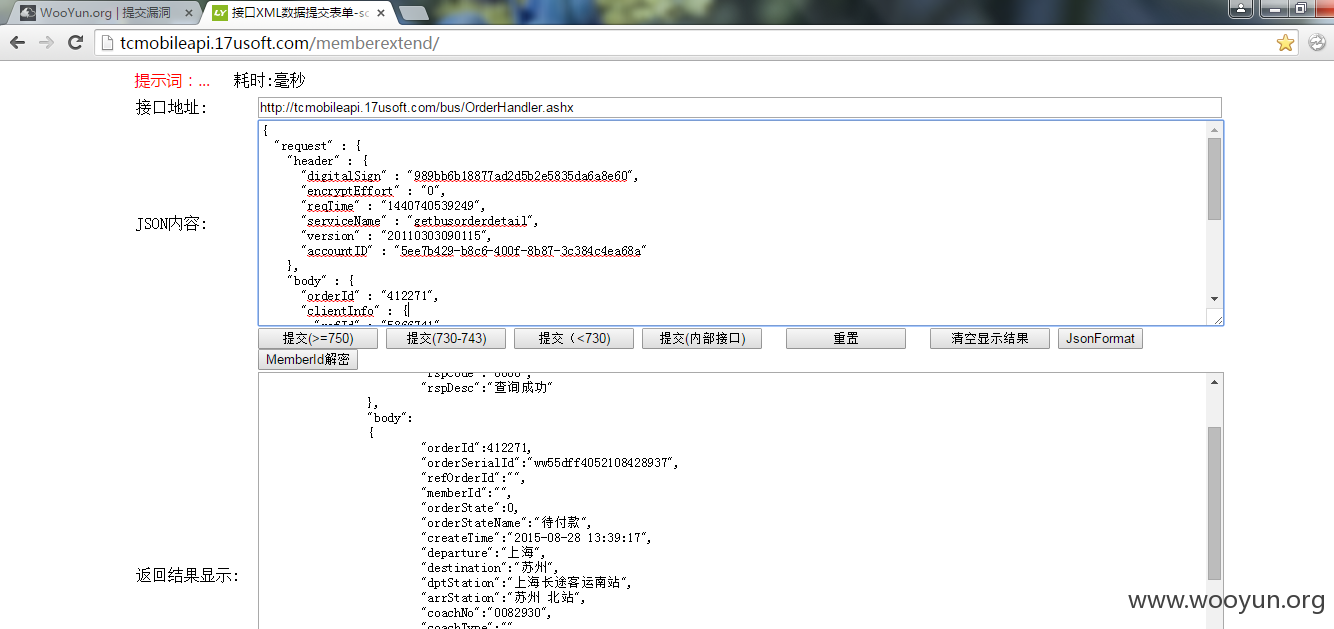 WooYun.org | 提交漏洞
接口XML数据提交表单-sc
tcmobileapi.17usoft.com/memberextend/
提示词：... 耗时:毫秒
接口地址: http://tcmobileapi.17usoft.com/bus/OrderHandler.ashx
JSON内容:
{
"request" : {
"header" : {
"digitalSign" : "989bb6b18877ad2d5b2e5835da6a8e60",
"encryptEffort" : "0",
"reqTime" : "1440740539249",
"serviceName" : "getbusorderdetail",
"version" : "20110303090115",
"accountID" : "5ee7b429-b8c6-400f-8b87-3c384c4ea68a"
},
"body" : {
"orderId" : "412271",
"clientInfo" : {
"refId" : "5866741",
提交(>=750) 提交(730-743) 提交（<730) 提交(内部接口) 重置 清空显示结果 JsonFormat
MemberId解密
返回结果显示:
"rspCode":"0000",
"rspDesc":"查询成功"
},
"body":
{
"orderId":412271,
"orderSerialId":"ww55dff4052108428937",
"refOrderId":"",
"memberId":"",
"orderState":0,
"orderStateName":"待付款",
"createTime":"2015-08-28 13:39:17",
"departure":"上海",
"destination":"苏州",
"dptStation":"上海长途客运南站",
"arrStation":"苏州 北站",
"coachNo":"0082930",
"coachType":""
www.wooyun.org